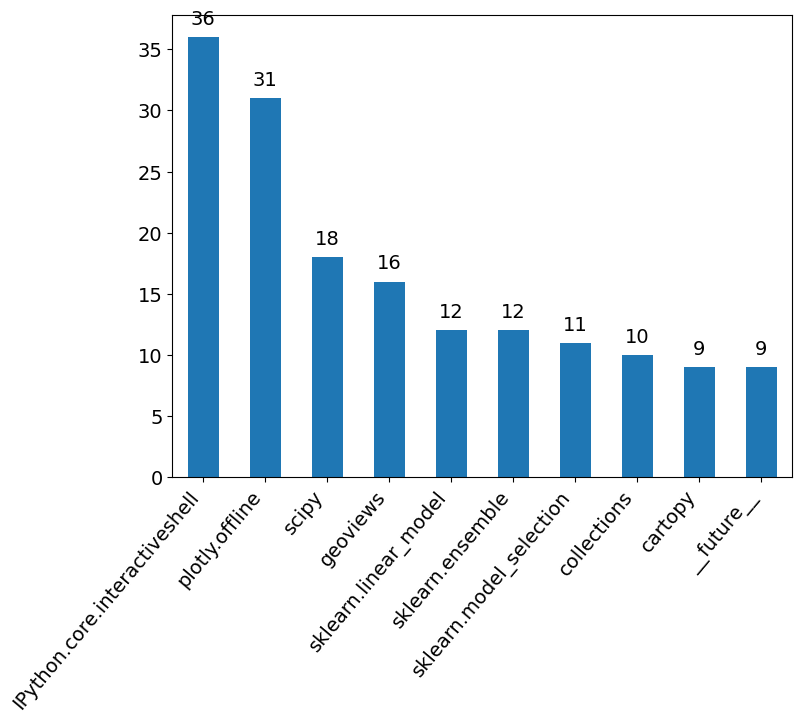 36
35
31
30
25
20
18
16
15
12
12
11
10
10
9
9
5
0
IPython.core.interactiveshell
plotly.offline
scipy
geoviews
sklearn.linear_model
sklearn.ensemble
sklearn.model_selection
collections
cartopy
__future__